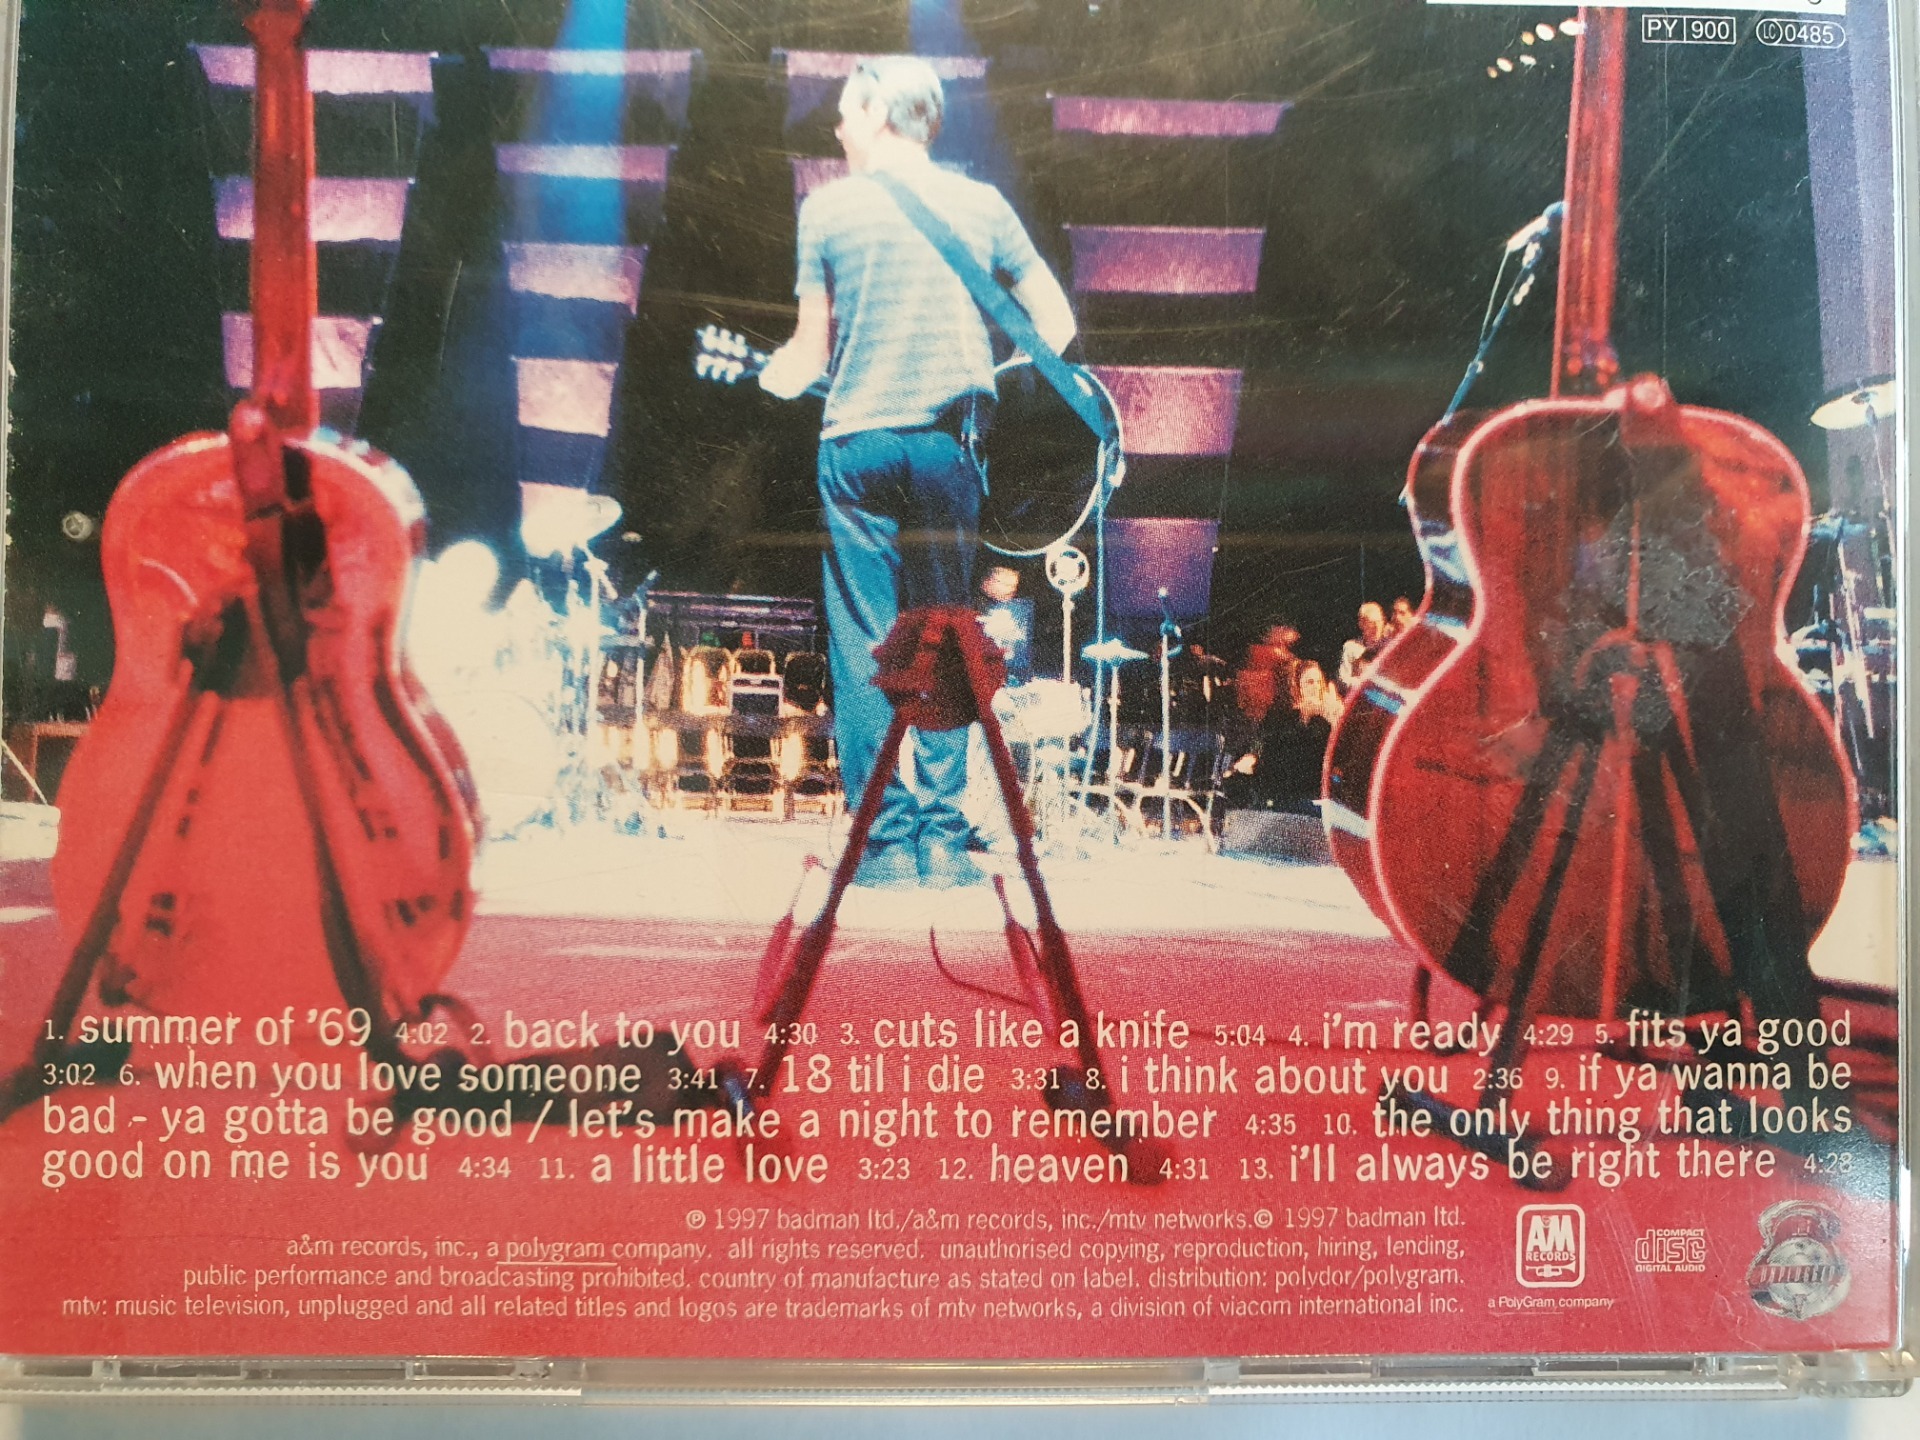 PY 900 LC 0485
1. summer of '69 4:02 2. back to you 4:30 3. cuts like a knife 5:04 4. i'm ready 4:29 5. fits ya good
3:02 6. when you love someone 3:41 7. 18 til i die 3:31 8. i think about you 2:36 9. if ya wanna be
bad - ya gotta be good / let's make a night to remember 4:35 10. the only thing that looks
good on me is you 4:34 11. a little love 3:23 12. heaven 4:31 13. i'll always be right there 4:28
℗ 1997 badman ltd./a&m records, inc./mtv networks.© 1997 badman ltd.
a&m records, inc., a polygram company. all rights reserved. unauthorised copying, reproduction, hiring, lending,
public performance and broadcasting prohibited. country of manufacture as stated on label. distribution: polydor/polygram.
mtv: music television, unplugged and all related titles and logos are trademarks of mtv networks, a division of viacom international inc.
A&M
RECORDS
a PolyGram company
COMPACT
disc
DIGITAL AUDIO